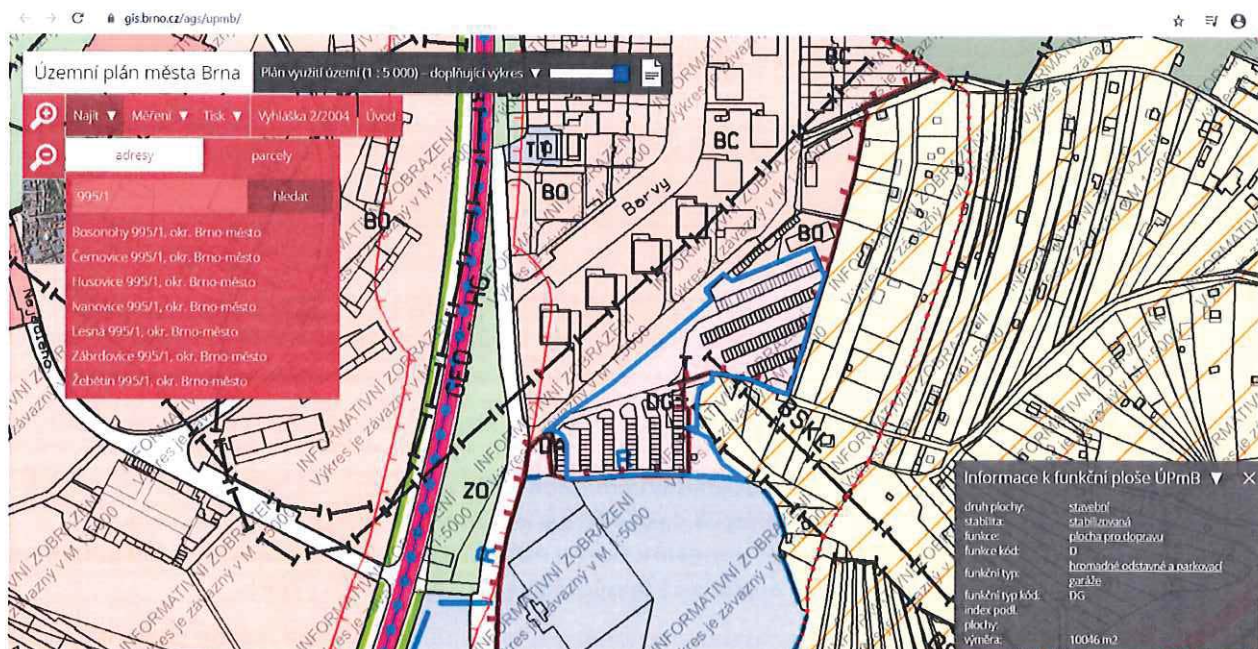 gis.brno.cz/ags/upmb/
Územní plán města Brna
Plán využití území (1 : 5 000) – doplňující výkres ▼
Najít ▼ Měření ▼ Tisk ▼ Vyhláška 2/2004 Úvod
adresy parcely
995/1 hledat
Bosonohy 995/1, okr. Brno-město
Černovice 995/1, okr. Brno-město
Husovice 995/1, okr. Brno-město
Ivanovice 995/1, okr. Brno-město
Lesná 995/1, okr. Brno-město
Zábrdovice 995/1, okr. Brno-město
Žebětín 995/1, okr. Brno-město
BC
BC
BO
Barvy
BO
BO
HS
ZO
R
R
INFORMATIVNÍ ZOBRAZENÍ
Výkres je závazný v M 1:5000
Informace k funkční ploše ÚPmB ▼ ×
druh plochy: stavební
stabilita: stabilizovaná
funkce: plocha pro dopravu
funkce kód: D
funkční typ: hromadné odstavné a parkovací
garáže
funkční typ kód: DG
index podl.
plochy:
výměra: 10046 m2